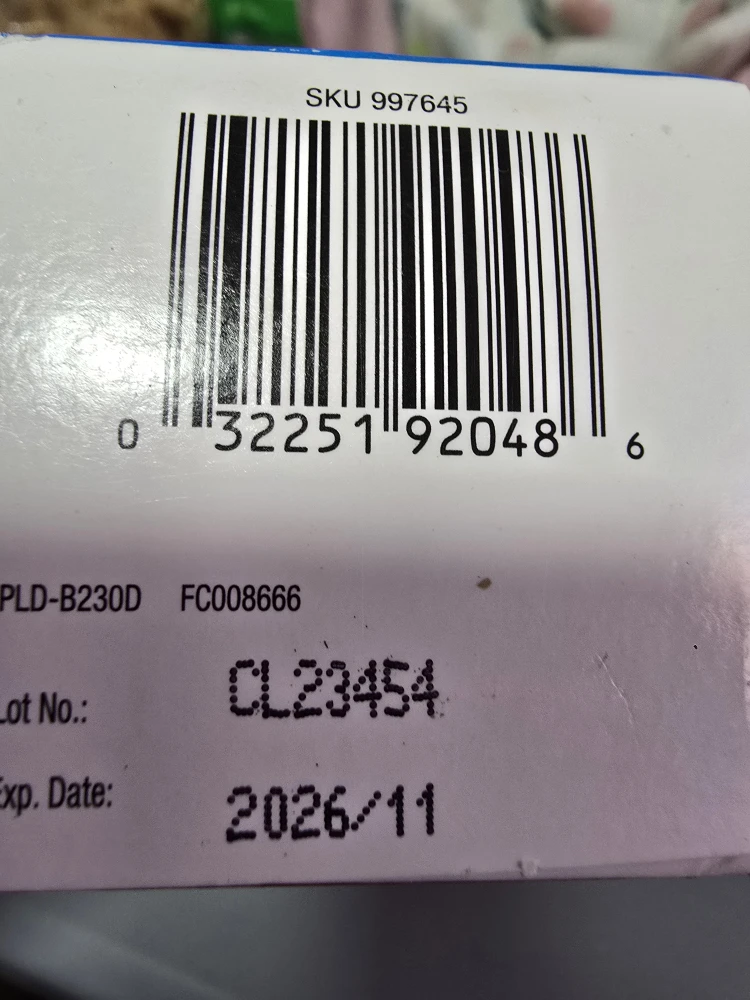 SKU 997645
0 32251 92048 6
PLD-B230D FC008666
Lot No.: CL23454
Exp. Date: 2026/11